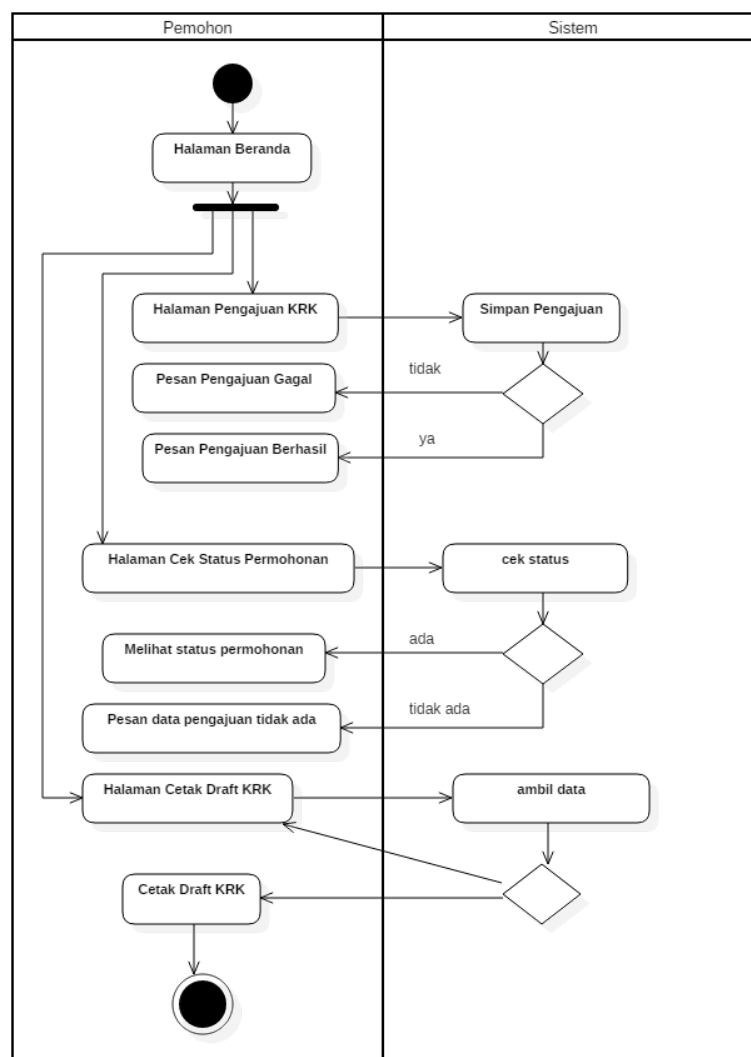 Pemohon
Sistem
Halaman Beranda
Halaman Pengajuan KRK
Simpan Pengajuan
Pesan Pengajuan Gagal
tidak
Pesan Pengajuan Berhasil
ya
Halaman Cek Status Permohonan
cek status
Melihat status permohonan
ada
Pesan data pengajuan tidak ada
tidak ada
Halaman Cetak Draft KRK
ambil data
Cetak Draft KRK